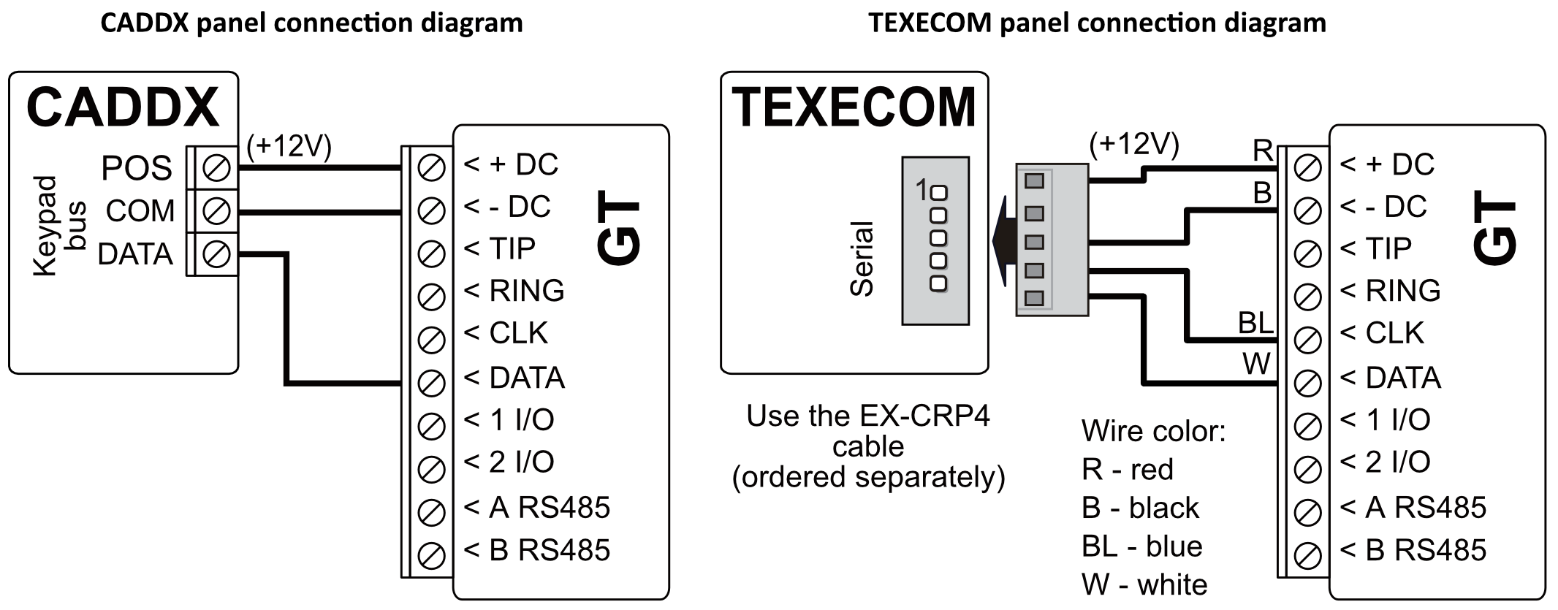 CADDX panel connection diagram
CADDX
Keypad
bus
POS
COM
DATA
(+12V)
< + DC
< - DC
< TIP
< RING
< CLK
< DATA
< 1 I/O
< 2 I/O
< A RS485
< B RS485
GT
TEXECOM panel connection diagram
TEXECOM
Serial
1
(+12V)
R
B
BL
W
< + DC
< - DC
< TIP
< RING
< CLK
< DATA
< 1 I/O
< 2 I/O
< A RS485
< B RS485
GT
Use the EX-CRP4
cable
(ordered separately)
Wire color:
R - red
B - black
BL - blue
W - white